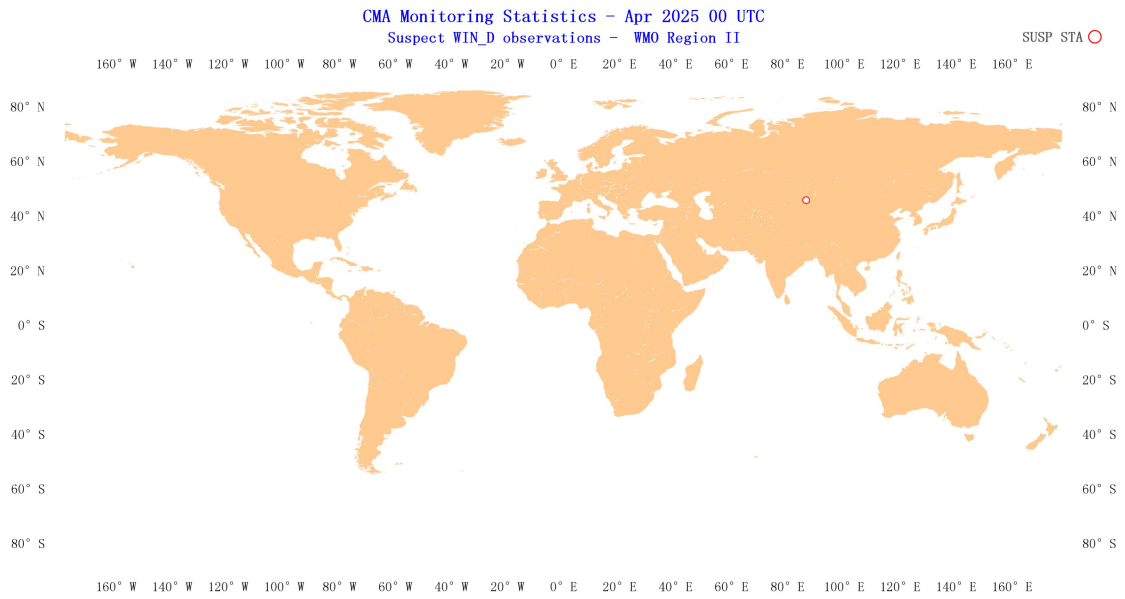 CMA Monitoring Statistics - Apr 2025 00 UTC
Suspect WIN_D observations - WMO Region II
SUSP STA
160° W 140° W 120° W 100° W 80° W 60° W 40° W 20° W 0° E 20° E 40° E 60° E 80° E 100° E 120° E 140° E 160° E
80° N 80° N
60° N 60° N
40° N 40° N
20° N 20° N
0° S 0° S
20° S 20° S
40° S 40° S
60° S 60° S
80° S 80° S
160° W 140° W 120° W 100° W 80° W 60° W 40° W 20° W 0° E 20° E 40° E 60° E 80° E 100° E 120° E 140° E 160° E